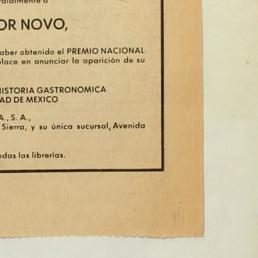 OR NOVO,
aber obtenido el PREMIO NACIONAL
place en anunciar la aparición de su
HISTORIA GASTRONOMICA
AD DE MEXICO
A., S. A.,
Sierra, y su única sucursal, Avenida
odas las librerías.